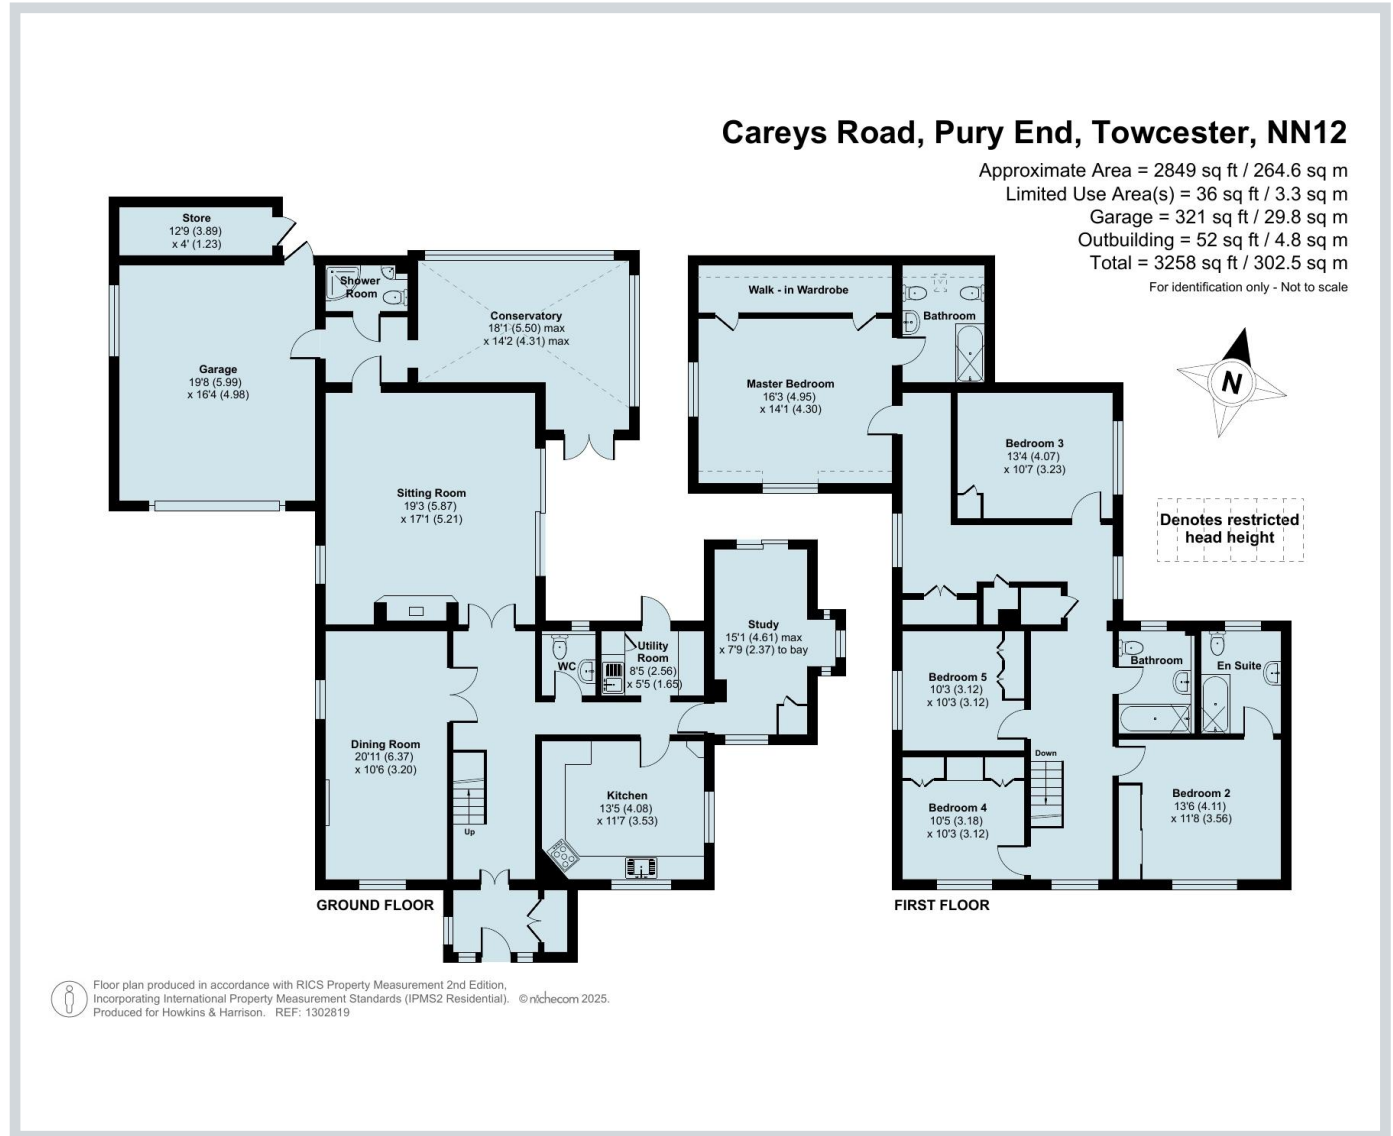 Careys Road, Pury End, Towcester, NN12
Approximate Area = 2849 sq ft / 264.6 sq m
Limited Use Area(s) = 36 sq ft / 3.3 sq m
Garage = 321 sq ft / 29.8 sq m
Outbuilding = 52 sq ft / 4.8 sq m
Total = 3258 sq ft / 302.5 sq m
For identification only - Not to scale
N
Denotes restricted
head height
Store
12'9 (3.89)
x 4' (1.23)
Shower
Room
Conservatory
18'1 (5.50) max
x 14'2 (4.31) max
Garage
19'8 (5.99)
x 16'4 (4.98)
Sitting Room
19'3 (5.87)
x 17'1 (5.21)
Study
15'1 (4.61) max
x 7'9 (2.37) to bay
WC
Utility
Room
8'5 (2.56)
x 5'5 (1.65)
Dining Room
20'11 (6.37)
x 10'6 (3.20)
Up
Kitchen
13'5 (4.08)
x 11'7 (3.53)
GROUND FLOOR
Walk - in Wardrobe
Bathroom
Master Bedroom
16'3 (4.95)
x 14'1 (4.30)
Bedroom 3
13'4 (4.07)
x 10'7 (3.23)
Bedroom 5
10'3 (3.12)
x 10'3 (3.12)
Bathroom
En Suite
Down
Bedroom 4
10'5 (3.18)
x 10'3 (3.12)
Bedroom 2
13'6 (4.11)
x 11'8 (3.56)
FIRST FLOOR
Floor plan produced in accordance with RICS Property Measurement 2nd Edition,
Incorporating International Property Measurement Standards (IPMS2 Residential). © nichecom 2025.
Produced for Howkins & Harrison. REF: 1302819